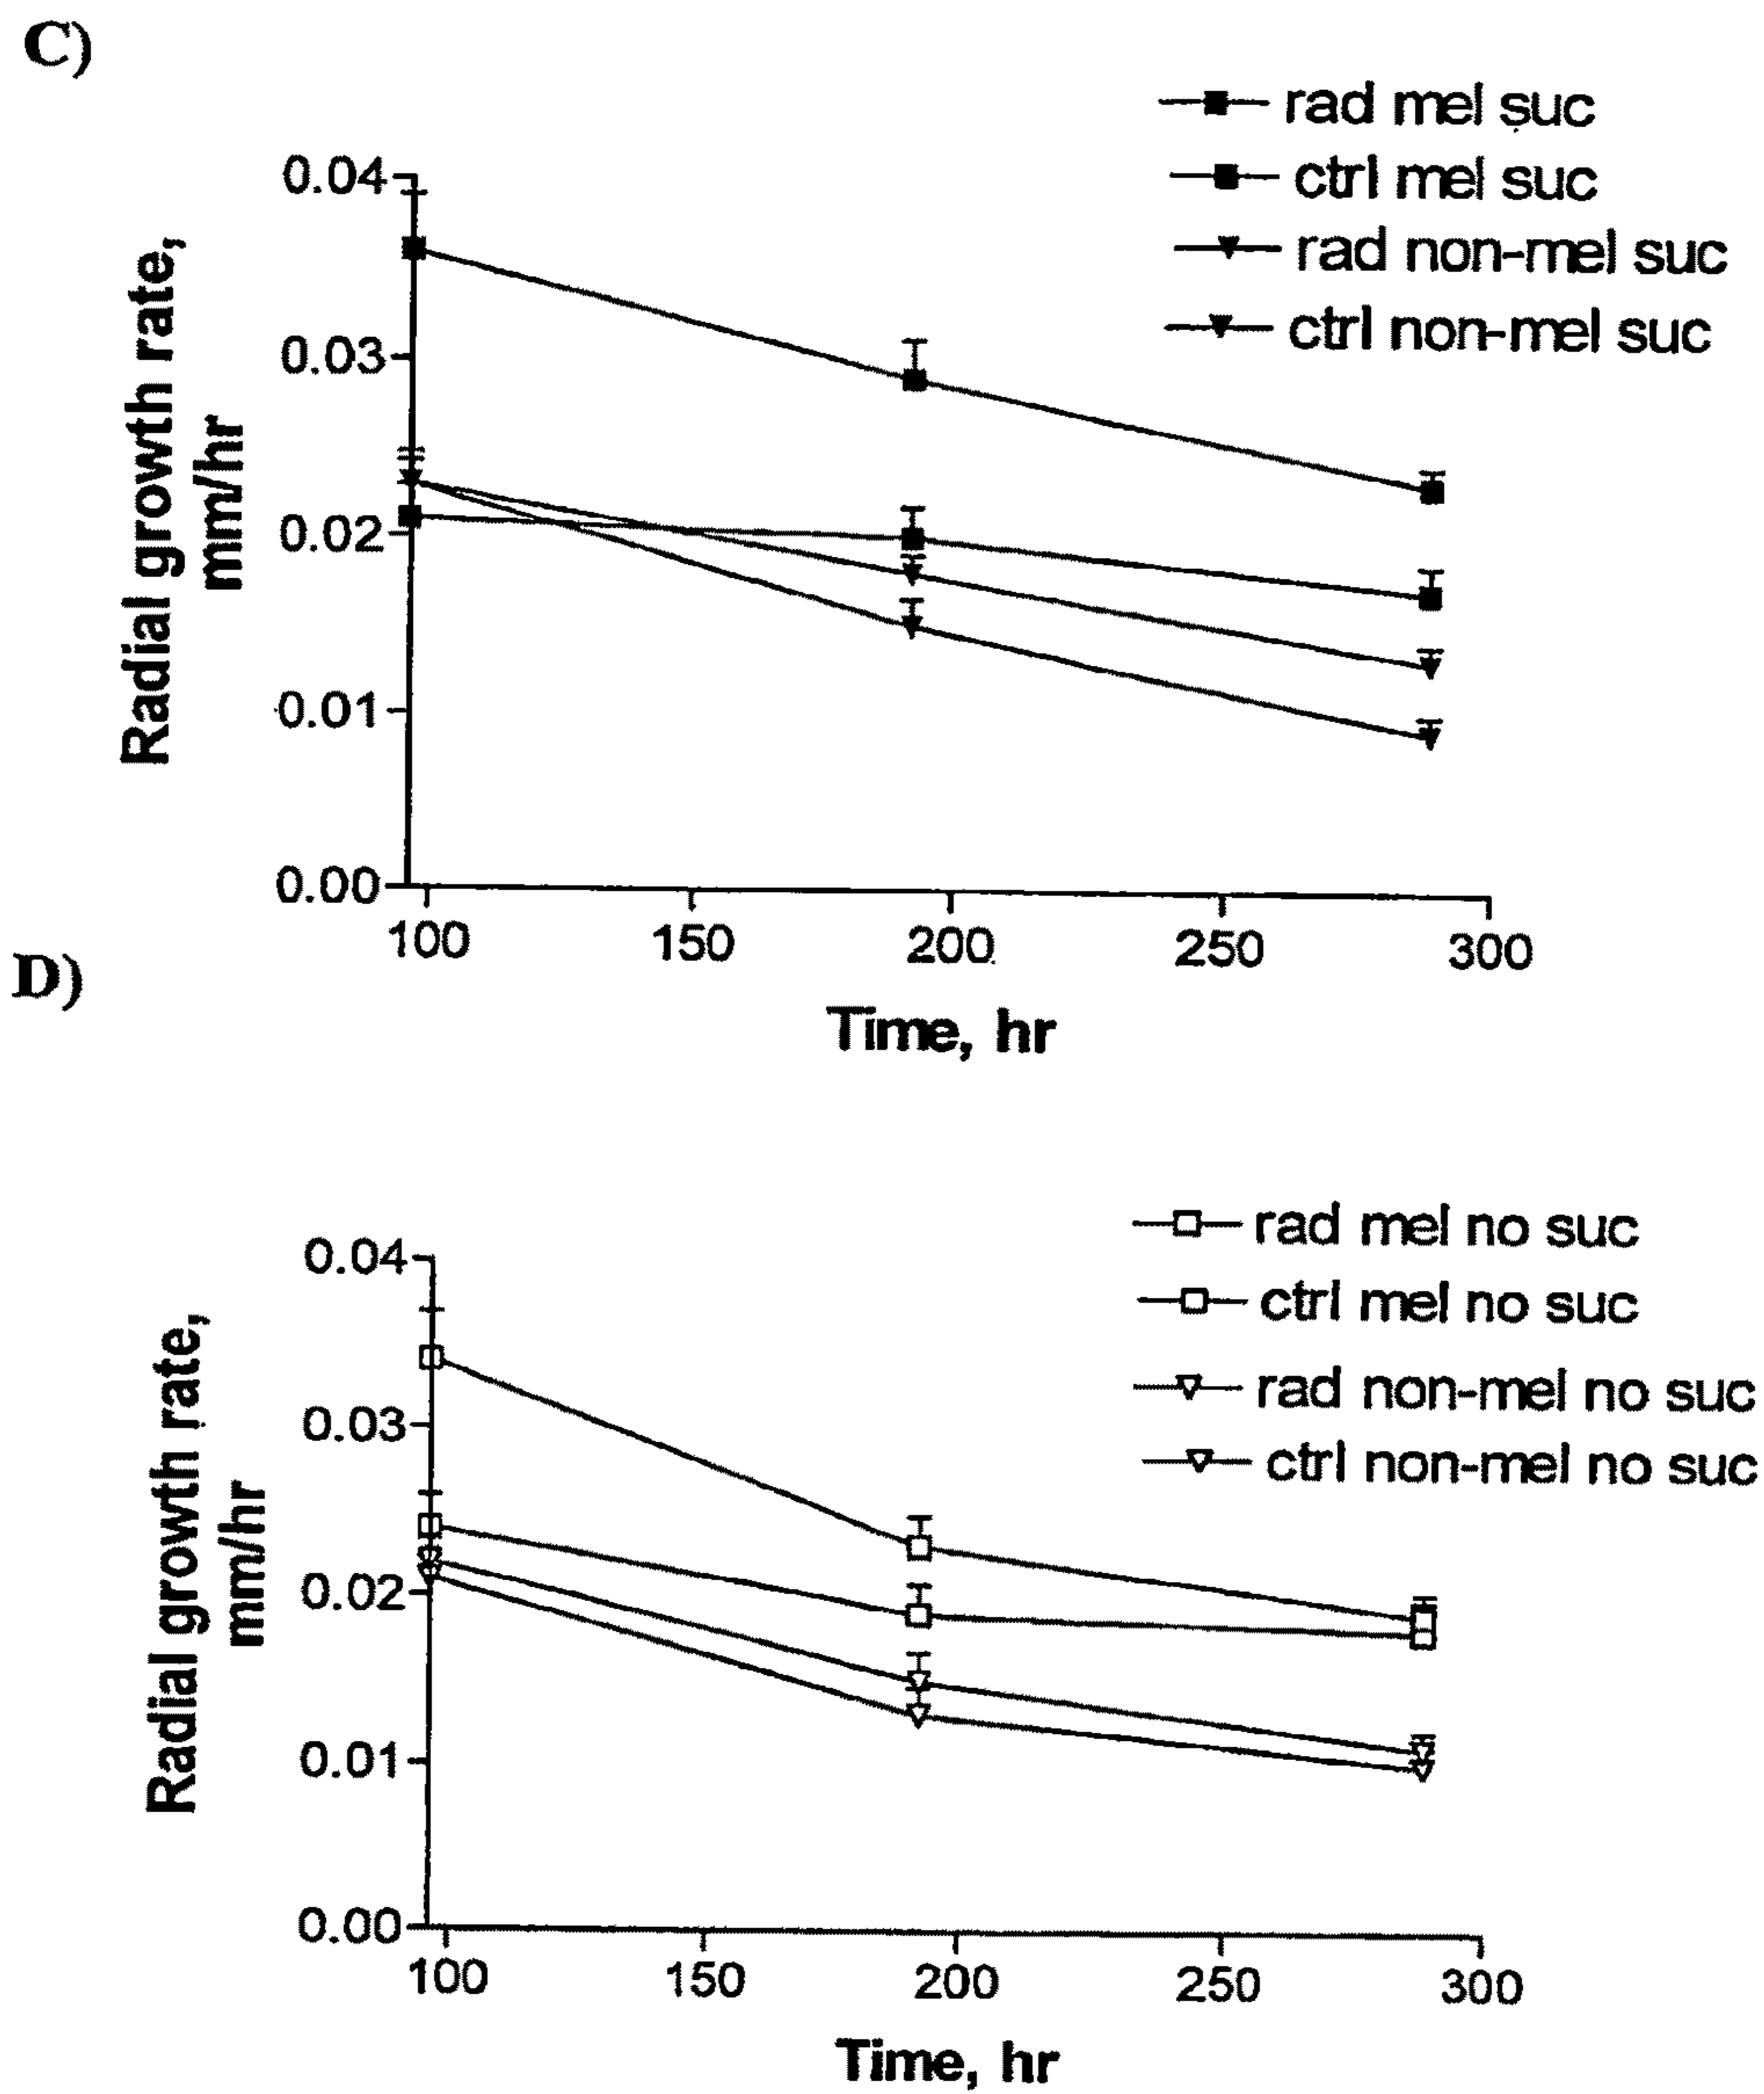 C)
rad mel suc
ctrl mel suc
rad non-mel suc
ctrl non-mel suc
Radial growth rate,
mm/hr
0.04
0.03
0.02
0.01
0.00
100 150 200 250 300
Time, hr
D)
rad mel no suc
ctrl mel no suc
rad non-mel no suc
ctrl non-mel no suc
Radial growth rate,
mm/hr
0.04
0.03
0.02
0.01
0.00
100 150 200 250 300
Time, hr